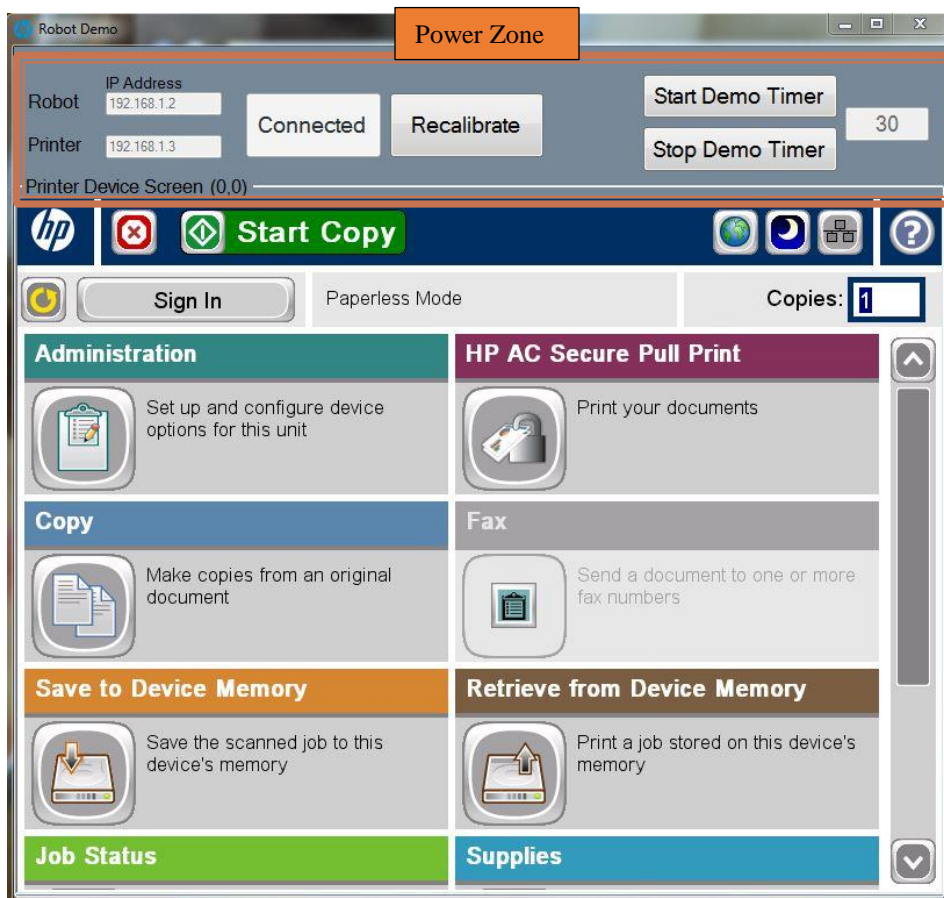 Robot Demo
Power Zone
IP Address
Robot 192.168.1.2
Connected Recalibrate
Start Demo Timer
30
Printer 192.168.1.3
Stop Demo Timer
Printer Device Screen (0,0)
hp Start Copy ?
Sign In Paperless Mode Copies: 1
Administration HP AC Secure Pull Print
Set up and configure device
options for this unit
Print your documents
Copy Fax
Make copies from an original
document
Send a document to one or more
fax numbers
Save to Device Memory Retrieve from Device Memory
Save the scanned job to this
device's memory
Print a job stored on this device's
memory
Job Status Supplies